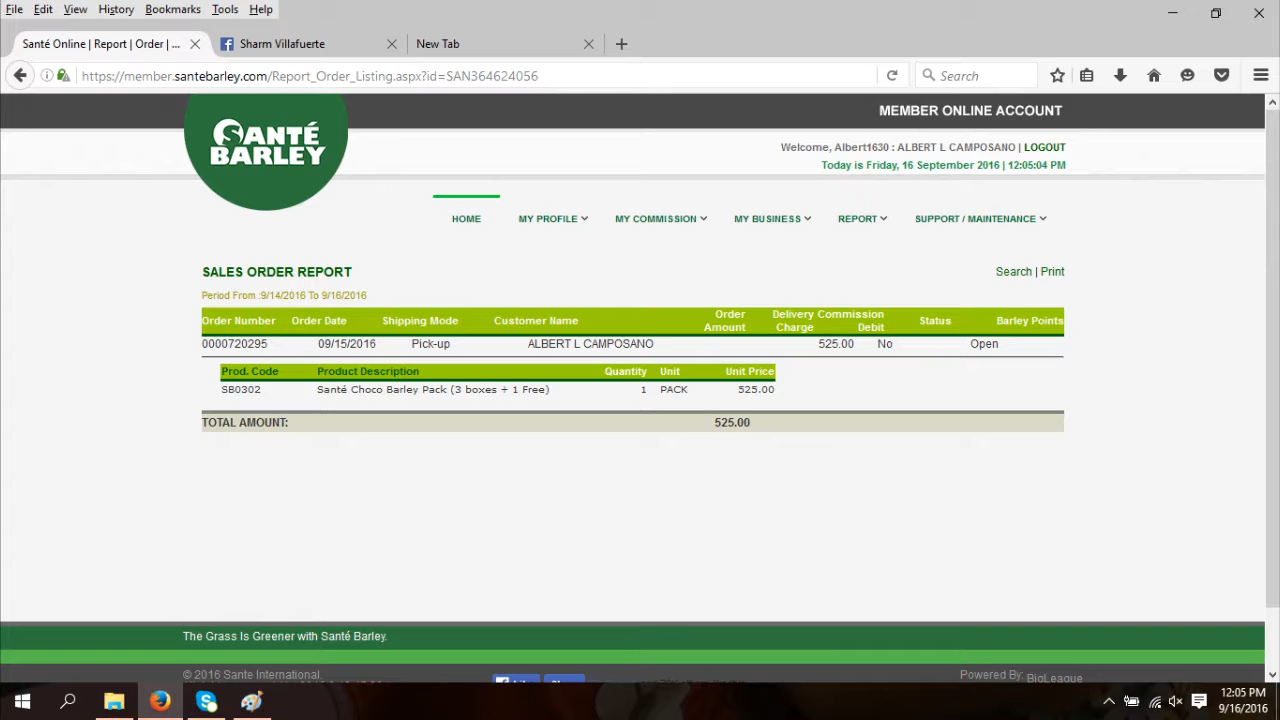 File Edit View History Bookmarks Tools Help
Santé Online | Report | Order | ... Sharm Villafuerte New Tab
https://member.santebarley.com/Report_Order_Listing.aspx?id=SAN364624056 Search
MEMBER ONLINE ACCOUNT
SANTÉ
BARLEY
Welcome, Albert1630 : ALBERT L CAMPOSANO | LOGOUT
Today is Friday, 16 September 2016 | 12:05:04 PM
HOME MY PROFILE MY COMMISSION MY BUSINESS REPORT SUPPORT / MAINTENANCE
SALES ORDER REPORT Search | Print
Period From :9/14/2016 To 9/16/2016
Order Number Order Date Shipping Mode Customer Name Order Amount Delivery Charge Commission Debit Status Barley Points
0000720295 09/15/2016 Pick-up ALBERT L CAMPOSANO 525.00 No Open
Prod. Code Product Description Quantity Unit Unit Price
SB0302 Santé Choco Barley Pack (3 boxes + 1 Free) 1 PACK 525.00
TOTAL AMOUNT: 525.00
The Grass Is Greener with Santé Barley.
© 2016 Sante International. Powered By: BigLeague
12:05 PM
9/16/2016